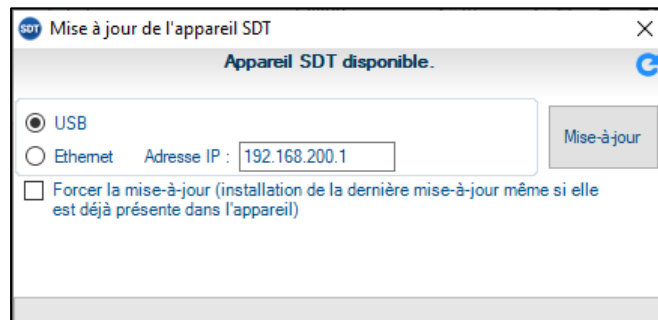 SDT Mise à jour de l'appareil SDT
Appareil SDT disponible.
USB
Ethernet Adresse IP : 192.168.200.1
Mise-à-jour
Forcer la mise-à-jour (installation de la dernière mise-à-jour même si elle
est déjà présente dans l'appareil)